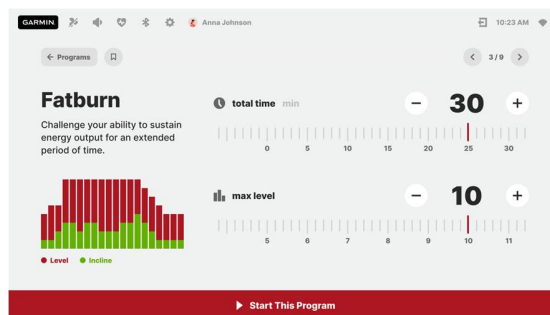 GARMIN
Anna Johnson
10:23 AM
← Programs
3/9
Fatburn
Challenge your ability to sustain
energy output for an extended
period of time.
Level Incline
total time min
30
0 5 10 15 20 25 30
max level
10
5 6 7 8 9 10 11
Start This Program